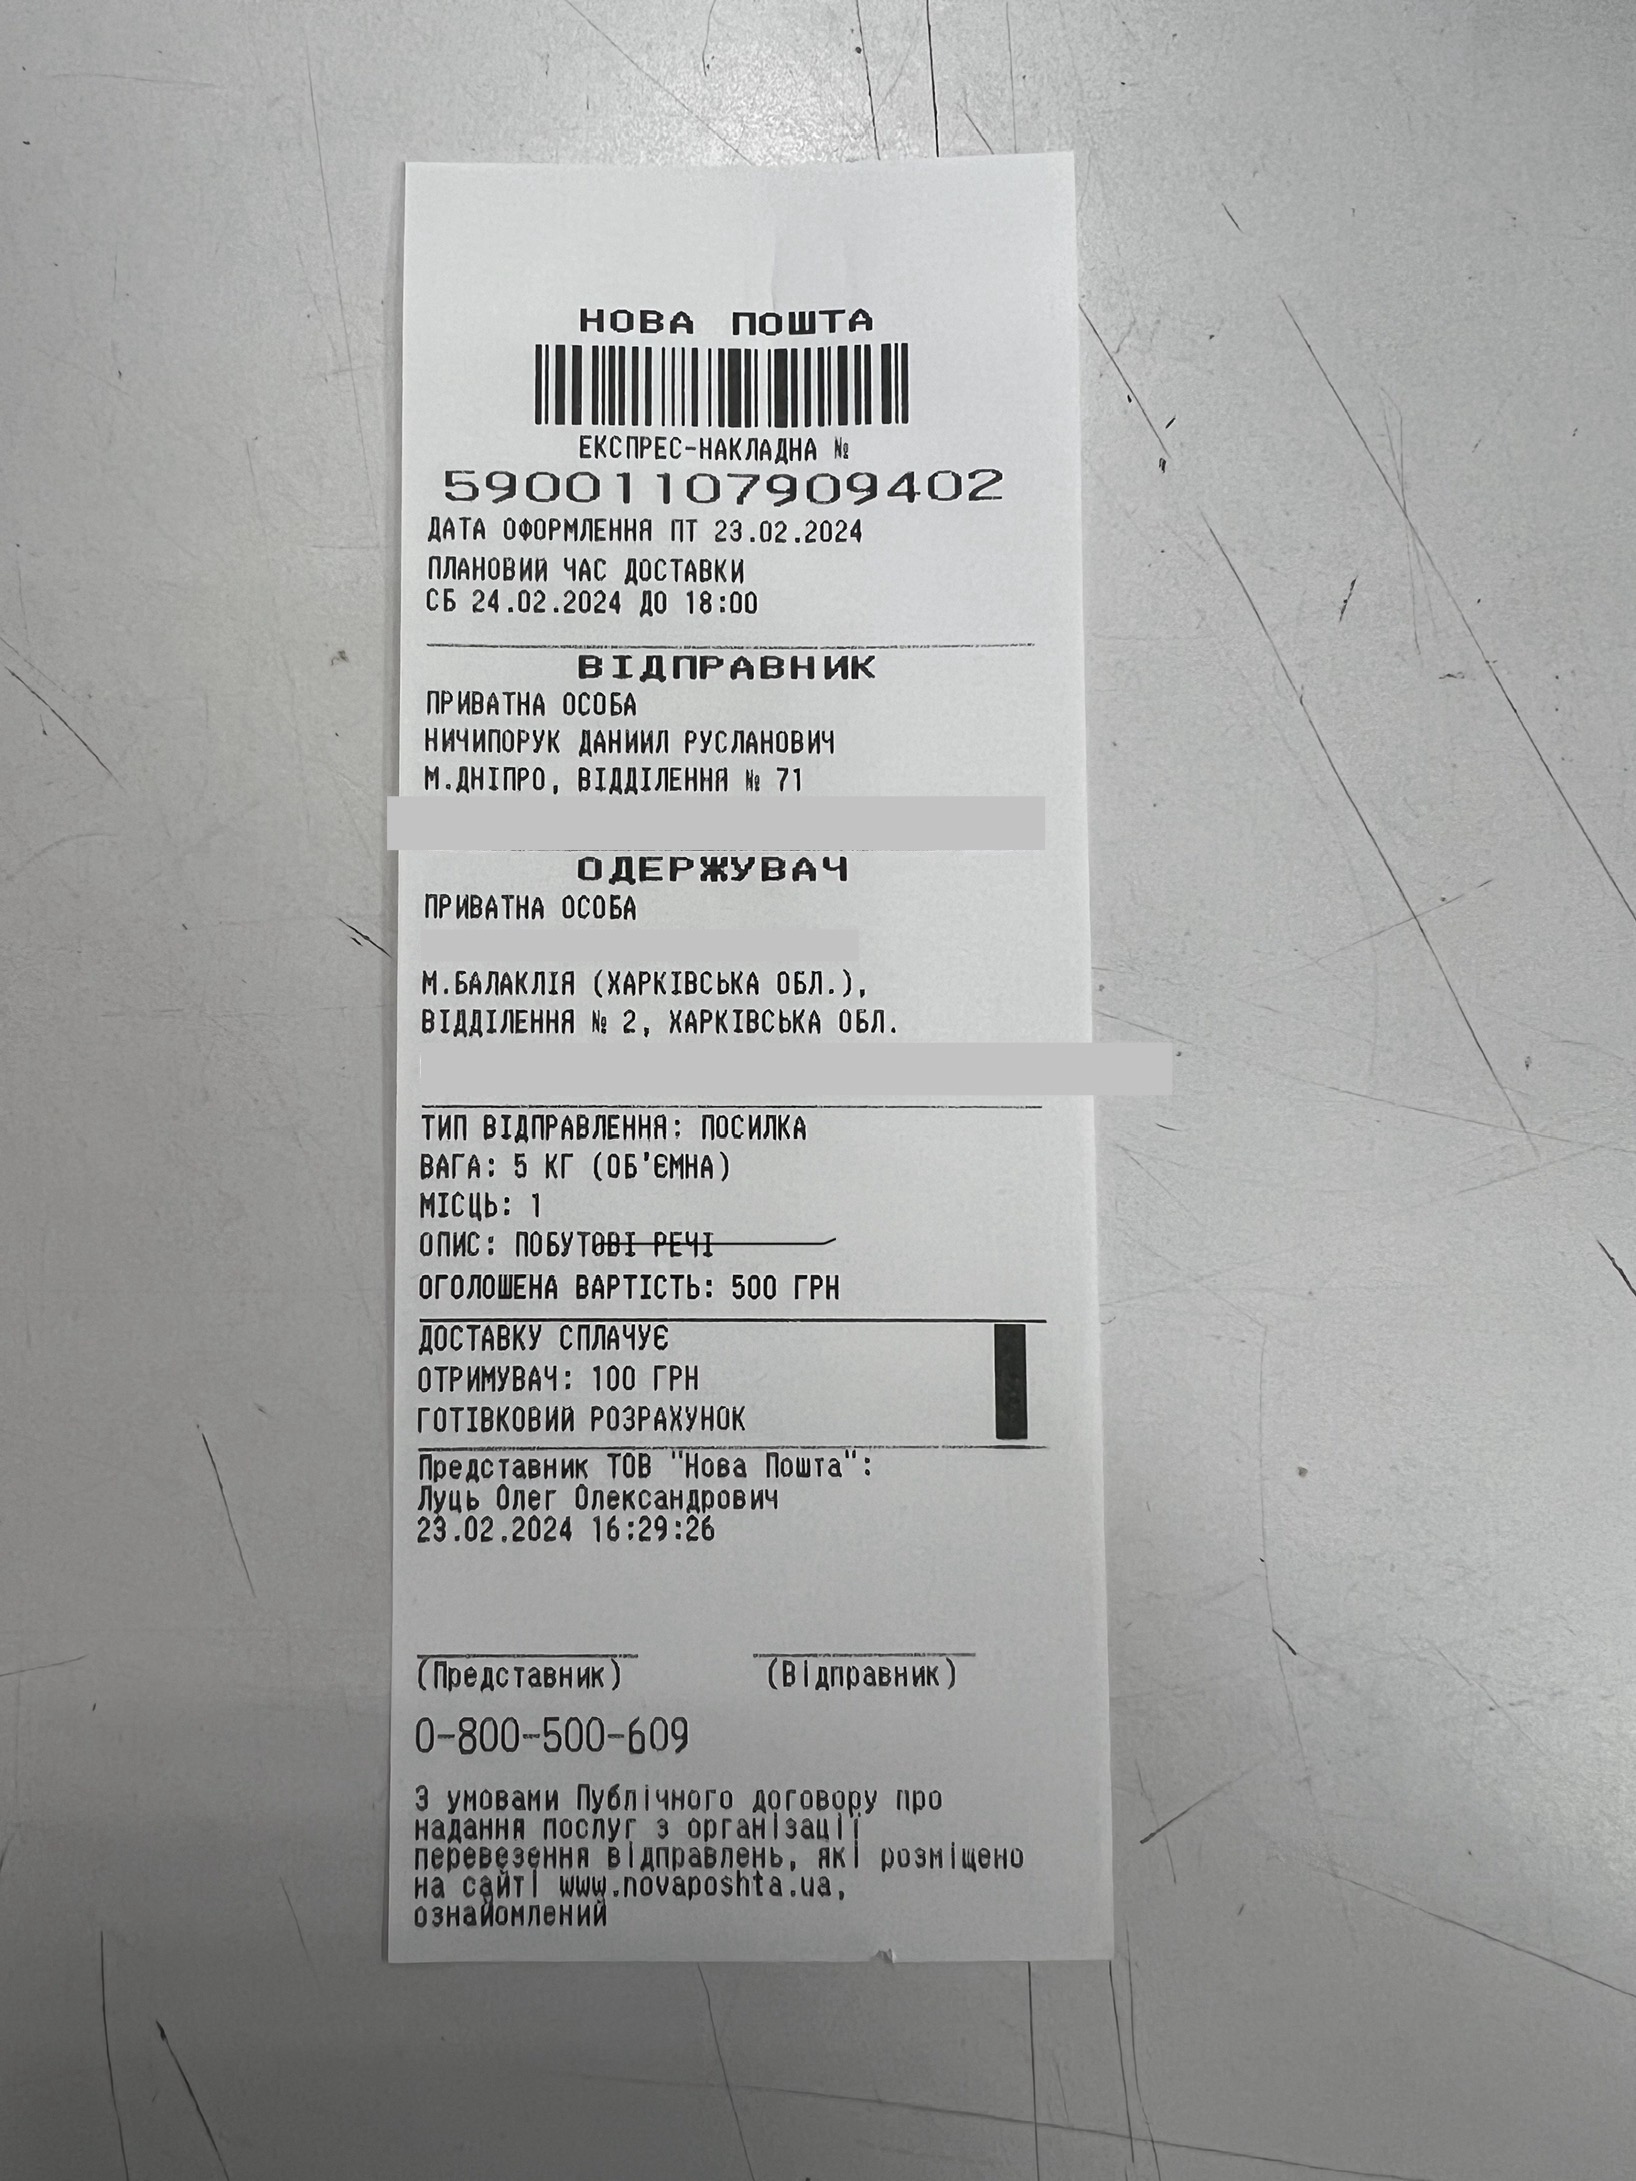 НОВА ПОШТА
ЕКСПРЕС-НАКЛАДНА №
59001107909402
ДАТА ОФОРМЛЕННЯ ПТ 23.02.2024
ПЛАНОВИЙ ЧАС ДОСТАВКИ
СБ 24.02.2024 ДО 18:00
ВІДПРАВНИК
ПРИВАТНА ОСОБА
НИЧИПОРУК ДАНИИЛ РУСЛАНОВИЧ
М.ДНІПРО, ВІДДІЛЕННЯ № 71
ОДЕРЖУВАЧ
ПРИВАТНА ОСОБА
М.БАЛАКЛІЯ (ХАРКІВСЬКА ОБЛ.),
ВІДДІЛЕННЯ № 2, ХАРКІВСЬКА ОБЛ.
ТИП ВІДПРАВЛЕННЯ: ПОСИЛКА
ВАГА: 5 КГ (ОБ'ЄМНА)
МІСЦЬ: 1
ОПИС: ПОБУТОВІ РЕЧІ
ОГОЛОШЕНА ВАРТІСТЬ: 500 ГРН
ДОСТАВКУ СПЛАЧУЄ
ОТРИМУВАЧ: 100 ГРН
ГОТІВКОВИЙ РОЗРАХУНОК
Представник ТОВ "Нова Пошта":
Луць Олег Олександрович
23.02.2024 16:29:26
(Представник) (Відправник)
0-800-500-609
З умовами Публічного договору про
надання послуг з організації
перевезення відправлень, які розміщено
на сайті www.novaposhta.ua,
ознайомлений